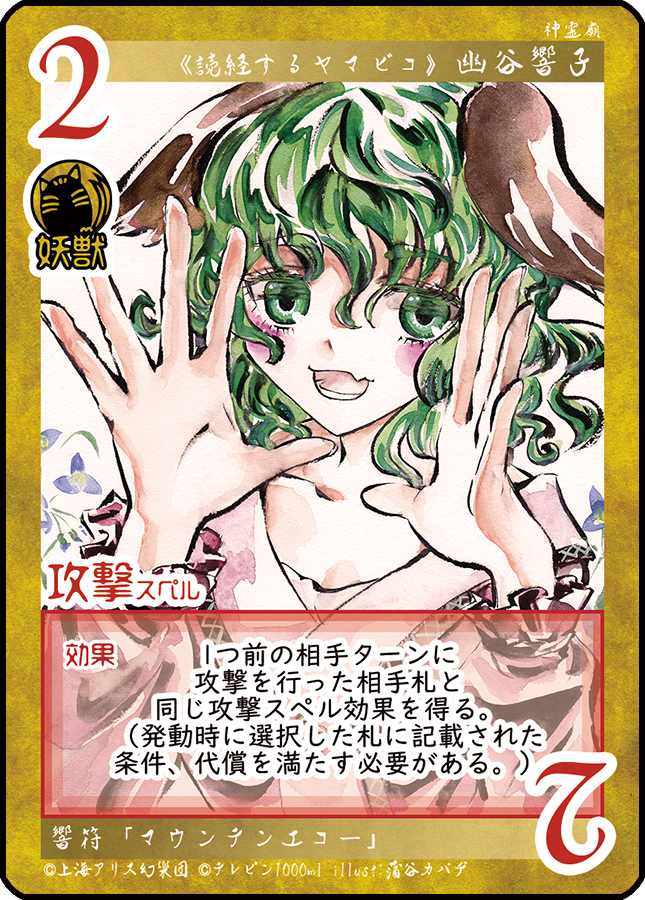 神霊廟
2
《読経するヤマビコ》 幽谷響子
妖獣
攻撃スペル
効果
1つ前の相手ターンに
攻撃を行った相手札と
同じ攻撃スペル効果を得る。
(発動時に選択した札に記載された
条件、代償を満たす必要がある。)
2
響符「マウンテンエコー」
©上海アリス幻樂団 ©テレピン1000ml illust:蒲谷カバヂ